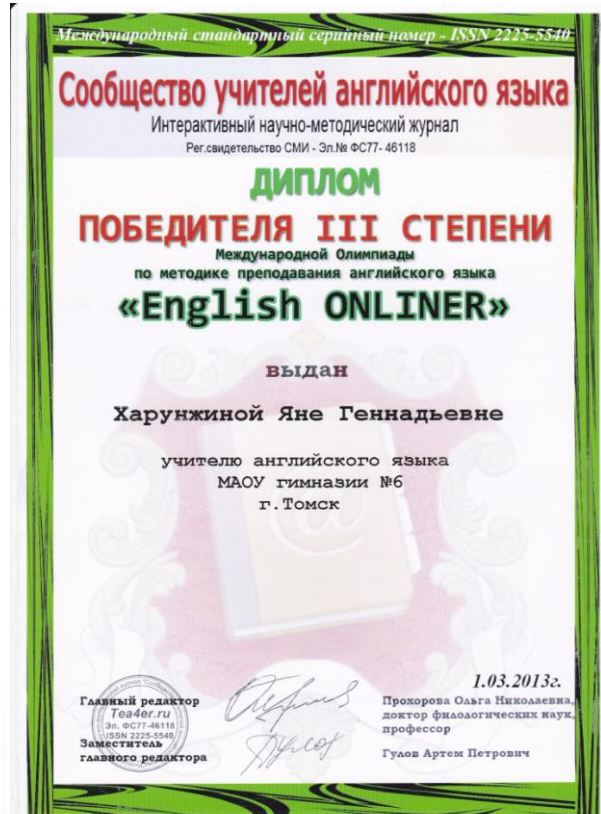 Международный стандартный серийный номер - ISSN 2225-5540
Сообщество учителей английского языка
Интерактивный научно-методический журнал
Рег.свидетельство СМИ - Эл.№ ФС77- 46118
ДИПЛОМ
ПОБЕДИТЕЛЯ III СТЕПЕНИ
Международной Олимпиады
по методике преподавания английского языка
«English ONLINER»
выдан
Харунжиной Яне Геннадьевне
учителю английского языка
МАОУ гимназии №6
г.Томск
1.03.2013г.
Главный редактор
Tea4er.ru
Эл. ФС77-46118
ISSN 2225-5540
Заместитель
главного редактора
Прохорова Ольга Николаевна,
доктор филологических наук,
профессор
Гулов Артем Петрович